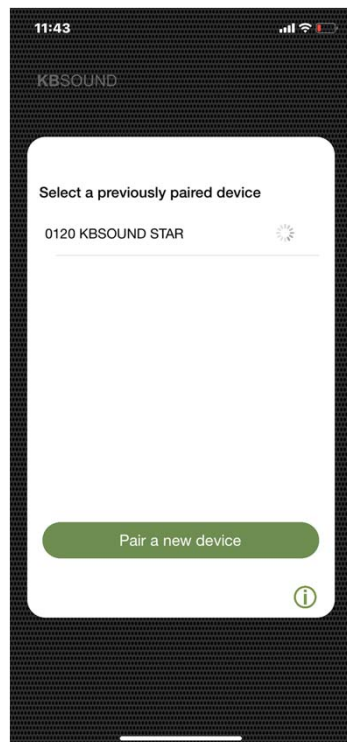 11:43
KBSOUND
Select a previously paired device
0120 KBSOUND STAR
Pair a new device